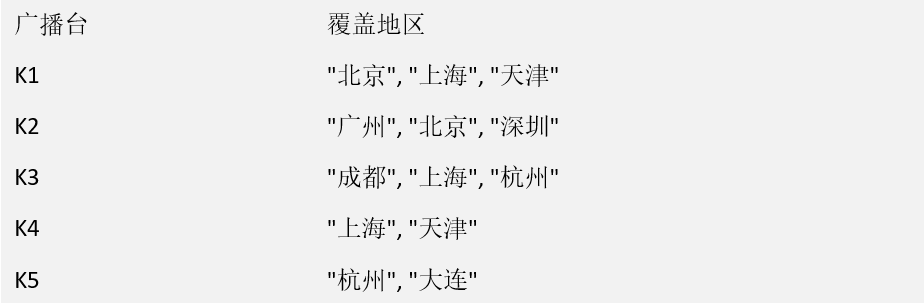 广播台 覆盖地区
K1 "北京", "上海", "天津"
K2 "广州", "北京", "深圳"
K3 "成都", "上海", "杭州"
K4 "上海", "天津"
K5 "杭州", "大连"